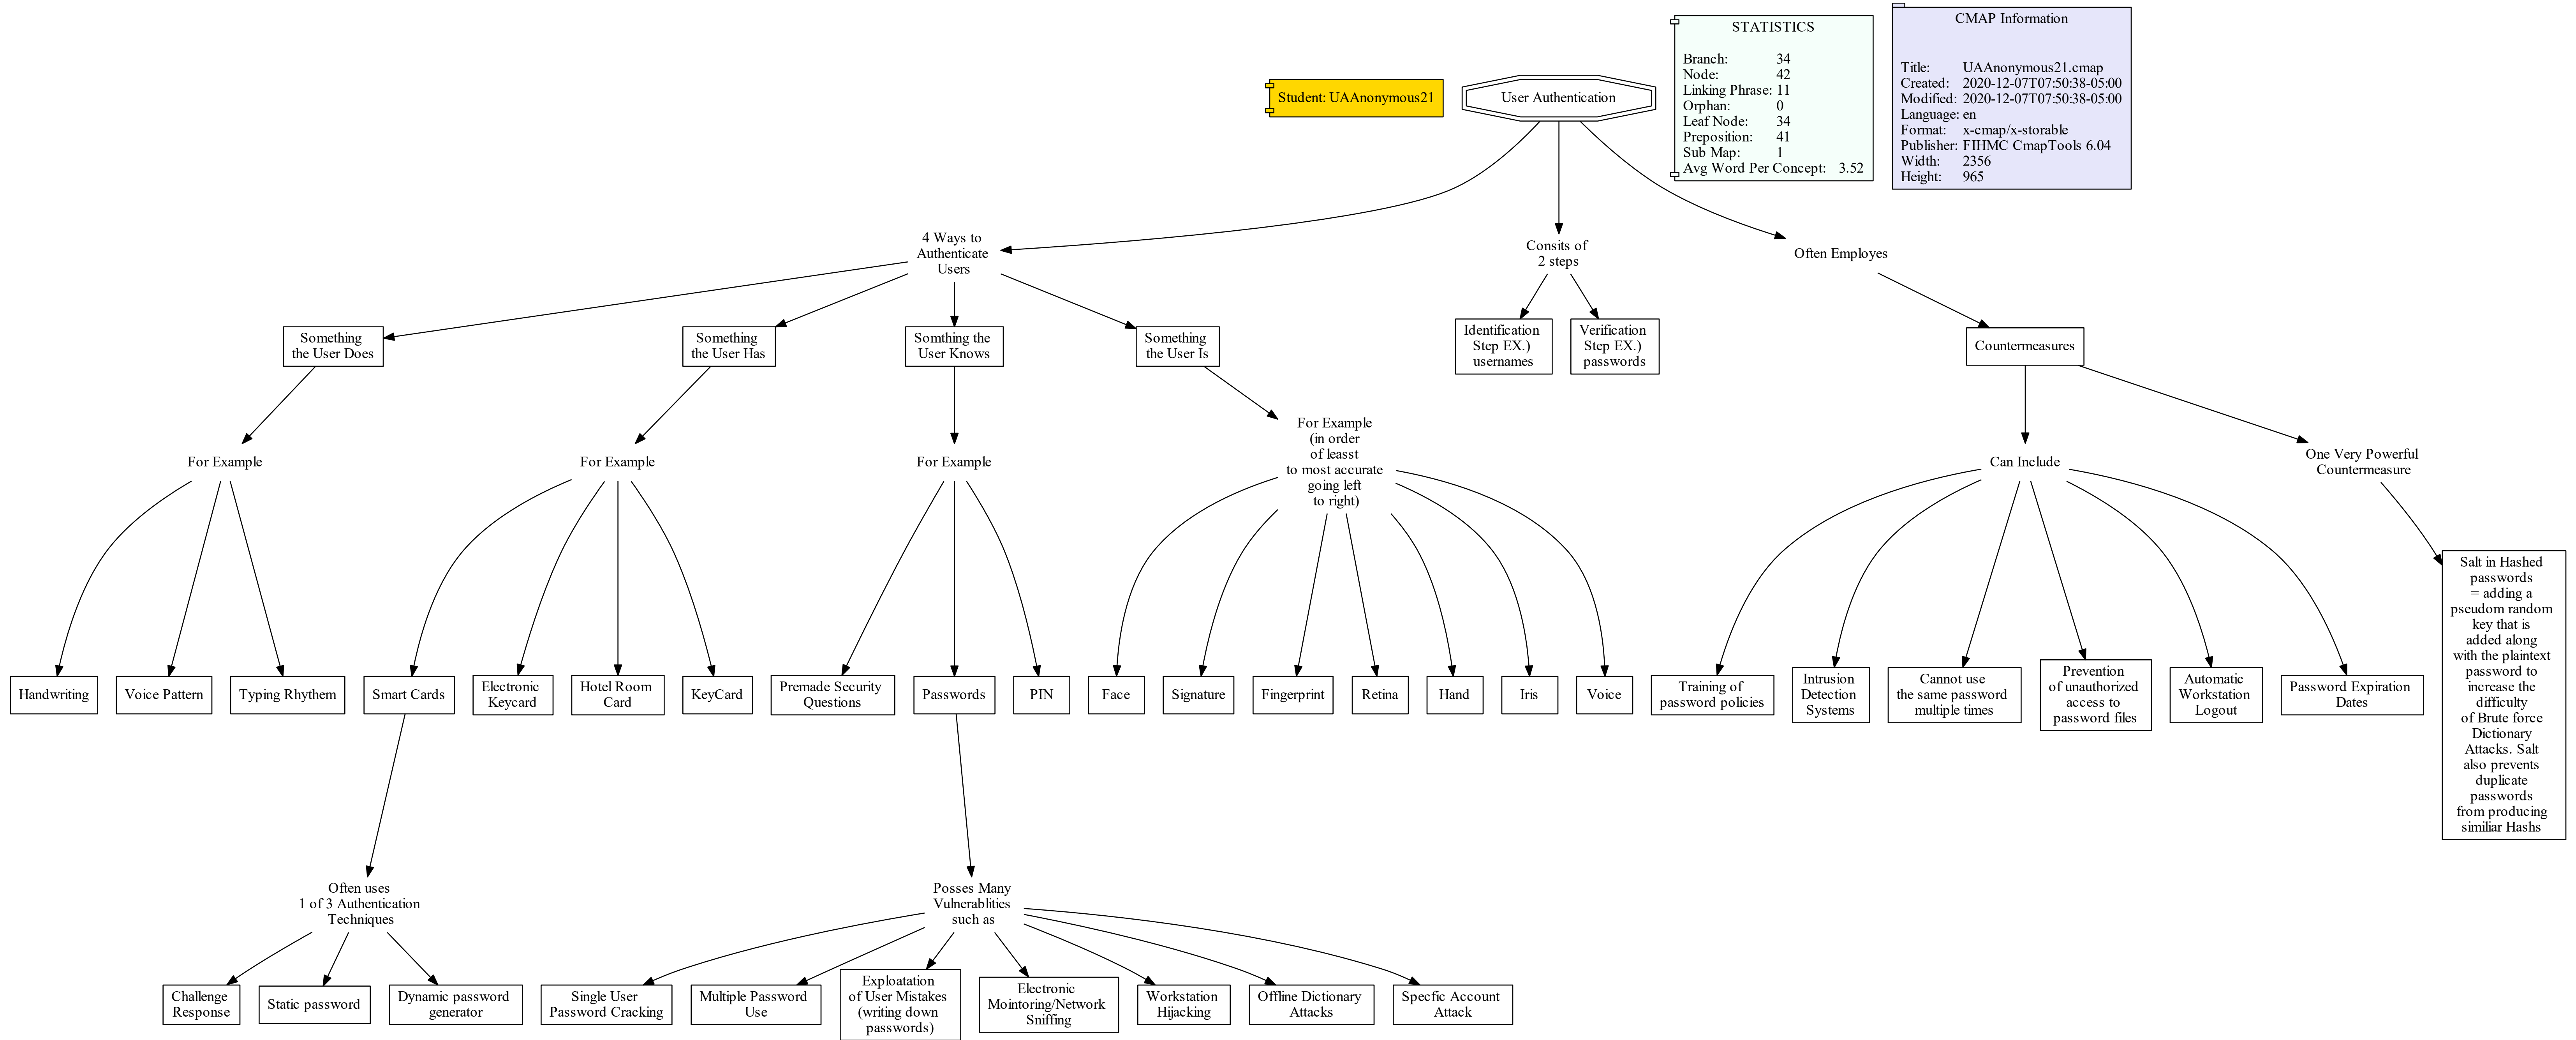 STATISTICS
Branch: 34
Node: 42
Linking Phrase: 11
Orphan: 0
Leaf Node: 34
Preposition: 41
Sub Map: 1
Avg Word Per Concept: 3.52
CMAP Information
Title: UAAnonymous21.cmap
Created: 2020-12-07T07:50:38-05:00
Modified: 2020-12-07T07:50:38-05:00
Language: en
Format: x-cmap/x-storable
Publisher: FIHMC CmapTools 6.04
Width: 2356
Height: 965
Student: UAAnonymous21
User Authentication
4 Ways to
Authenticate
Users
Consits of
2 steps
Often Employes
Something
the User Does
Something
the User Has
Somthing the
User Knows
Something
the User Is
Identification
Step EX.)
usernames
Verification
Step EX.)
passwords
Countermeasures
For Example
For Example
For Example
For Example
(in order
of leasst
to most accurate
going left
to right)
Can Include
One Very Powerful
Countermeasure
Handwriting
Voice Pattern
Typing Rhythem
Smart Cards
Electronic
Keycard
Hotel Room
Card
KeyCard
Premade Security
Questions
Passwords
PIN
Face
Signature
Fingerprint
Retina
Hand
Iris
Voice
Training of
password policies
Intrusion
Detection
Systems
Cannot use
the same password
multiple times
Prevention
of unauthorized
access to
password files
Automatic
Workstation
Logout
Password Expiration
Dates
Salt in Hashed
passwords
= adding a
pseudom random
key that is
added along
with the plaintext
password to
increase the
difficulty
of Brute force
Dictionary
Attacks. Salt
also prevents
duplicate
passwords
from producing
similiar Hashs
Often uses
1 of 3 Authentication
Techniques
Posses Many
Vulnerablities
such as
Challenge
Response
Static password
Dynamic password
generator
Single User
Password Cracking
Multiple Password
Use
Exploatation
of User Mistakes
(writing down
passwords)
Electronic
Mointoring/Network
Sniffing
Workstation
Hijacking
Offline Dictionary
Attacks
Specfic Account
Attack